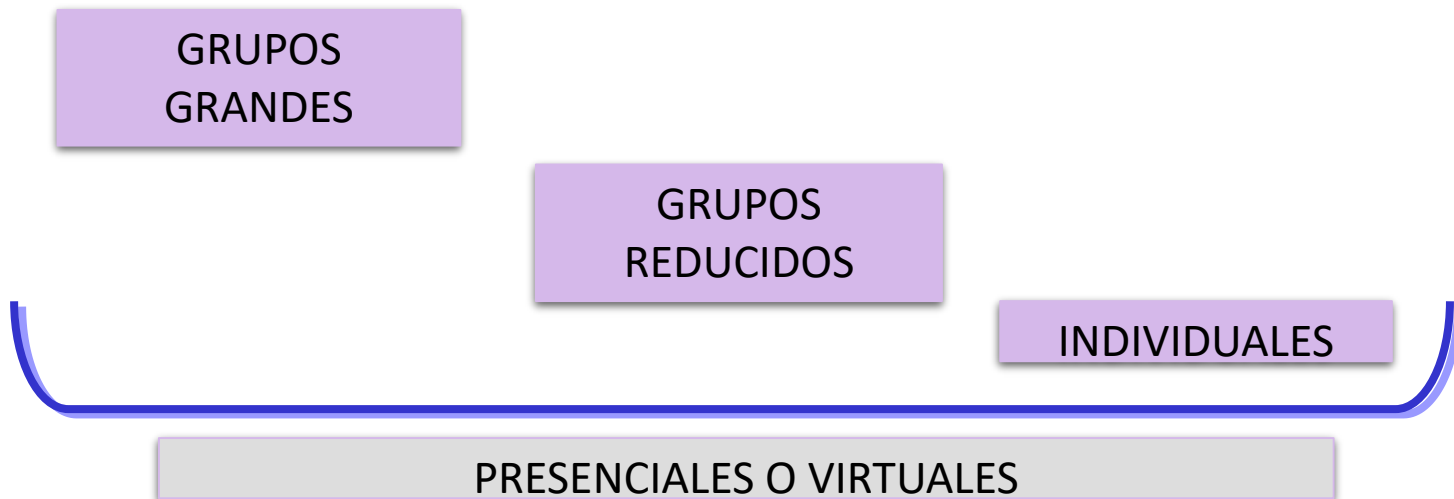 GRUPOS
GRANDES
GRUPOS
REDUCIDOS
INDIVIDUALES
PRESENCIALES O VIRTUALES